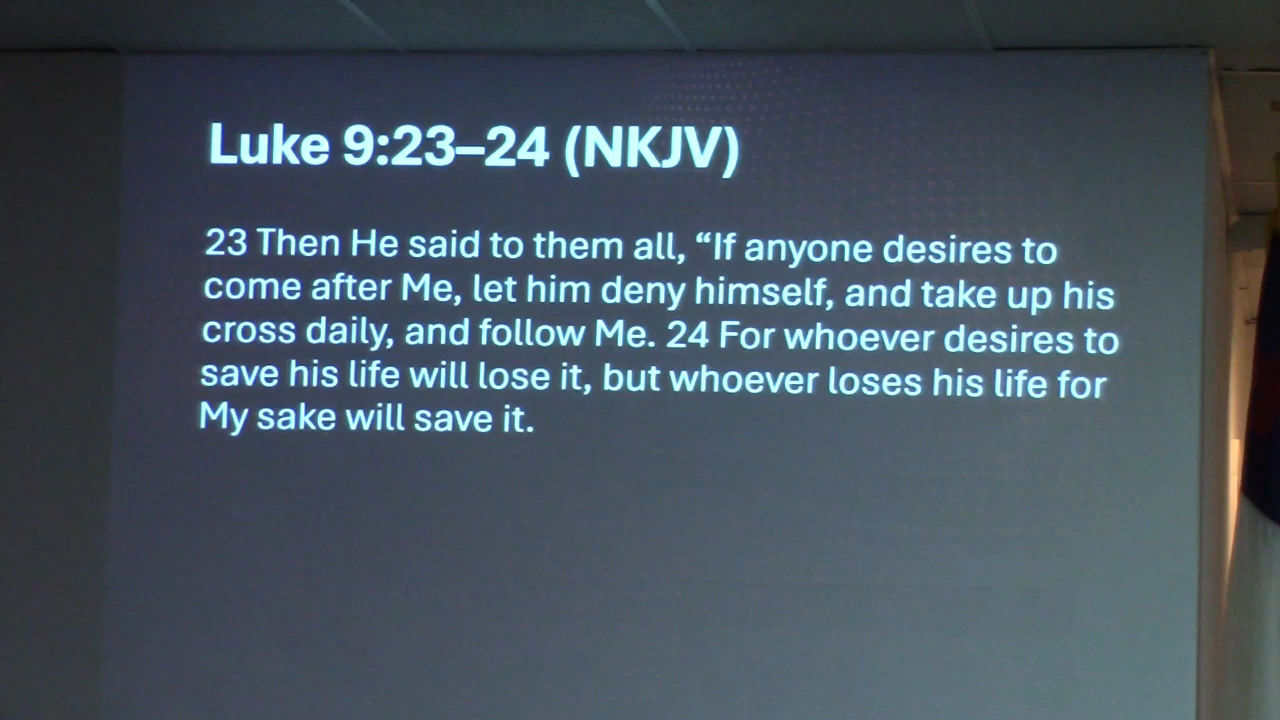 Luke 9:23–24 (NKJV)
23 Then He said to them all, “If anyone desires to
come after Me, let him deny himself, and take up his
cross daily, and follow Me. 24 For whoever desires to
save his life will lose it, but whoever loses his life for
My sake will save it.